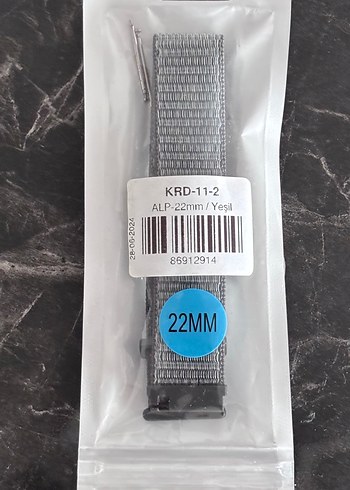 KRD-11-2
ALP-22mm / Yeşil
28-06-2024
86912914
22MM